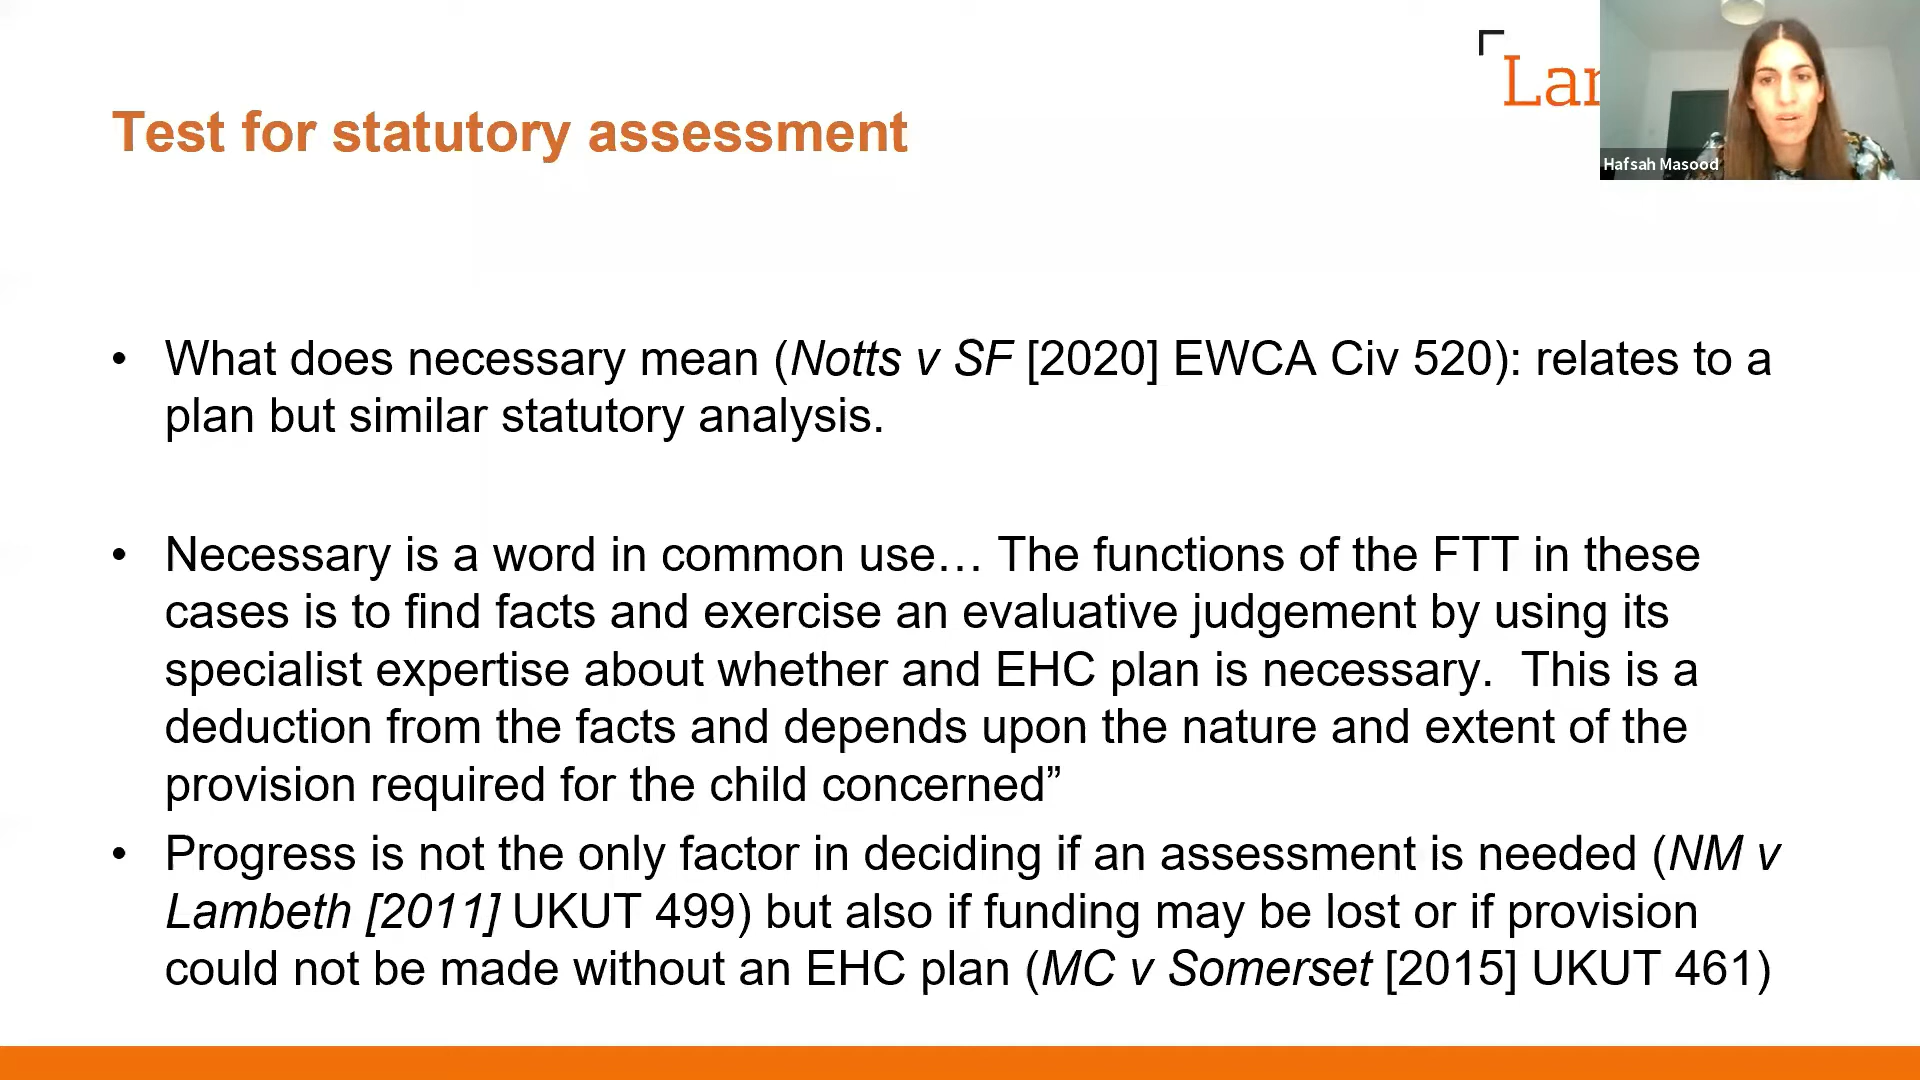 Lar
Hafsah Masood
Test for statutory assessment
• What does necessary mean (Notts v SF [2020] EWCA Civ 520): relates to a
plan but similar statutory analysis.
• Necessary is a word in common use… The functions of the FTT in these
cases is to find facts and exercise an evaluative judgement by using its
specialist expertise about whether and EHC plan is necessary.  This is a
deduction from the facts and depends upon the nature and extent of the
provision required for the child concerned”
• Progress is not the only factor in deciding if an assessment is needed (NM v
Lambeth [2011] UKUT 499) but also if funding may be lost or if provision
could not be made without an EHC plan (MC v Somerset [2015] UKUT 461)